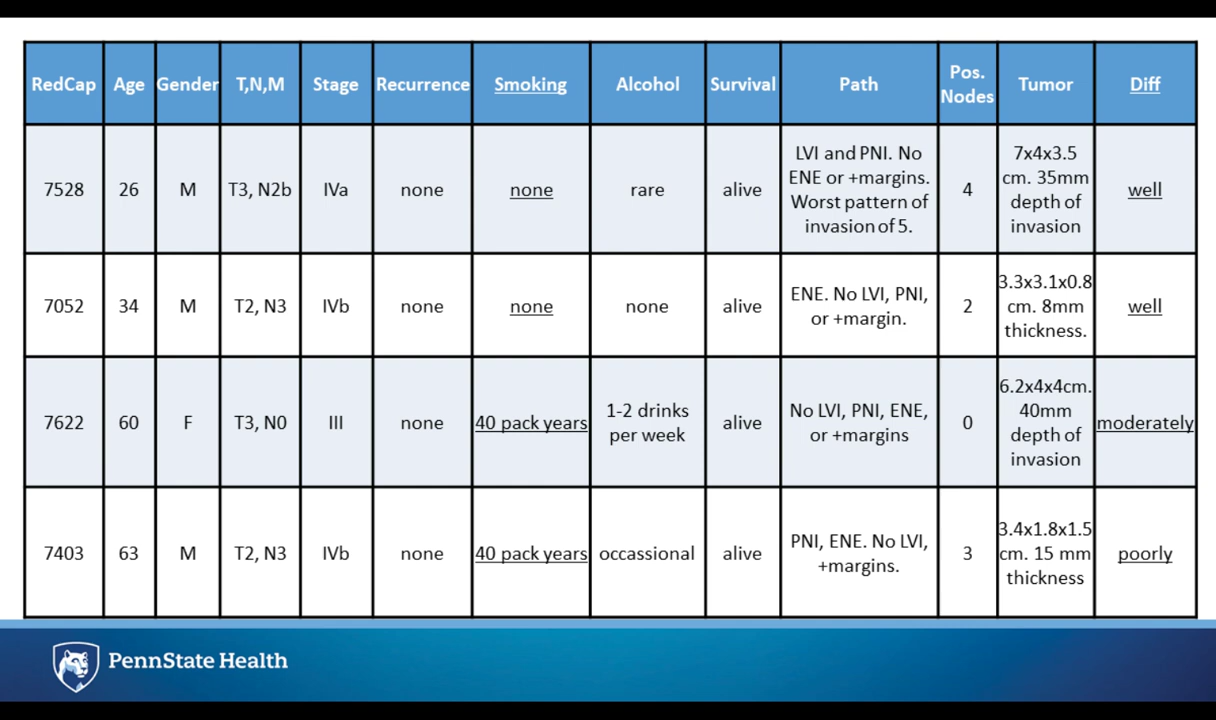 RedCap Age Gender T,N,M Stage Recurrence Smoking Alcohol Survival Path Pos. Nodes Tumor Diff
7528 26 M T3, N2b IVa none none rare alive
LVI and PNI. No
ENE or +margins.
Worst pattern of
invasion of 5.
4
7x4x3.5
cm. 35mm
depth of
invasion
well
7052 34 M T2, N3 IVb none none none alive
ENE. No LVI, PNI,
or +margin.
2
3.3x3.1x0.8
cm. 8mm
thickness.
well
7622 60 F T3, N0 III none 40 pack years
1-2 drinks
per week
alive
No LVI, PNI, ENE,
or +margins
0
6.2x4x4cm.
40mm
depth of
invasion
moderately
7403 63 M T2, N3 IVb none 40 pack years occassional alive
PNI, ENE. No LVI,
+margins.
3
3.4x1.8x1.5
cm. 15 mm
thickness
poorly
PennState Health